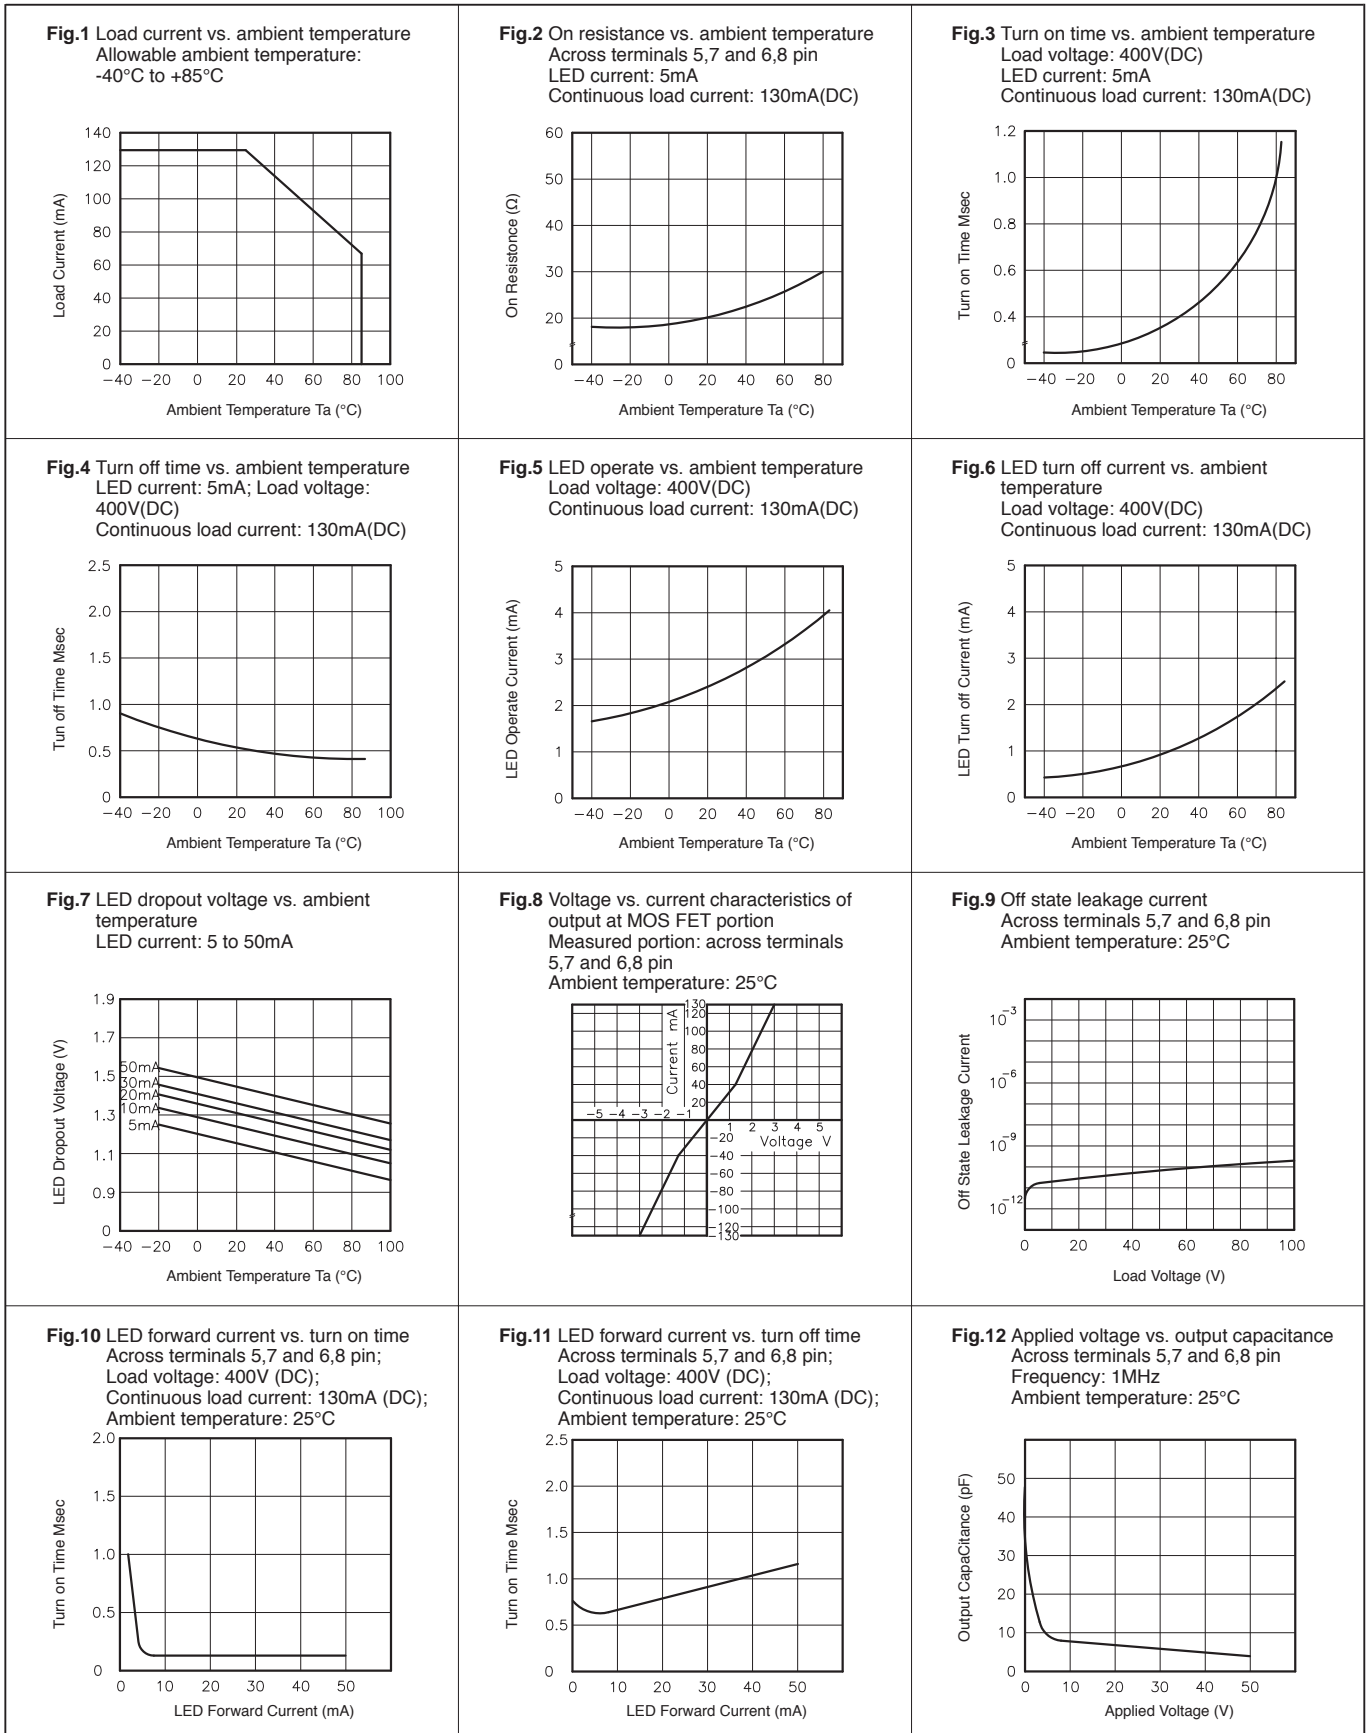 Fig.1 Load current vs. ambient temperature
Allowable ambient temperature:
-40°C to +85°C
140
120
100
80
60
40
20
0
−40 −20 0 20 40 60 80 100
Load Current (mA)
Ambient Temperature Ta (°C)
Fig.2 On resistance vs. ambient temperature
Across terminals 5,7 and 6,8 pin
LED current: 5mA
Continuous load current: 130mA(DC)
60
50
40
30
20
0
−40 −20 0 20 40 60 80
On Resistonce (Ω)
Ambient Temperature Ta (°C)
Fig.3 Turn on time vs. ambient temperature
Load voltage: 400V(DC)
LED current: 5mA
Continuous load current: 130mA(DC)
1.2
1.0
0.8
0.6
0.4
0
−40 −20 0 20 40 60 80
Turn on Time Msec
Ambient Temperature Ta (°C)
Fig.4 Turn off time vs. ambient temperature
LED current: 5mA; Load voltage:
400V(DC)
Continuous load current: 130mA(DC)
2.5
2.0
1.5
1.0
0.5
0
−40 −20 0 20 40 60 80 100
Tun off Time Msec
Ambient Temperature Ta (°C)
Fig.5 LED operate vs. ambient temperature
Load voltage: 400V(DC)
Continuous load current: 130mA(DC)
5
4
3
2
1
0
−40 −20 0 20 40 60 80
LED Operate Current (mA)
Ambient Temperature Ta (°C)
Fig.6 LED turn off current vs. ambient
temperature
Load voltage: 400V(DC)
Continuous load current: 130mA(DC)
5
4
3
2
1
0
−40 −20 0 20 40 60 80
LED Turn off Current (mA)
Ambient Temperature Ta (°C)
Fig.7 LED dropout voltage vs. ambient
temperature
LED current: 5 to 50mA
1.9
1.7
1.5
1.3
1.1
0.9
0
50mA
30mA
20mA
10mA
5mA
−40 −20 0 20 40 60 80 100
LED Dropout Voltage (V)
Ambient Temperature Ta (°C)
Fig.8 Voltage vs. current characteristics of
output at MOS FET portion
Measured portion: across terminals
5,7 and 6,8 pin
Ambient temperature: 25°C
130
120
100
80
60
40
20
Current mA
−5 −4 −3 −2 −1
1 2 3 4 5
Voltage V
−20
−40
−60
−80
−100
−120
−130
Fig.9 Off state leakage current
Across terminals 5,7 and 6,8 pin
Ambient temperature: 25°C
10−3
10−6
10−9
10−12
0 20 40 60 80 100
Off State Leakage Current
Load Voltage (V)
Fig.10 LED forward current vs. turn on time
Across terminals 5,7 and 6,8 pin;
Load voltage: 400V (DC);
Continuous load current: 130mA (DC);
Ambient temperature: 25°C
2.0
1.5
1.0
0.5
0
0 10 20 30 40 50
Turn on Time Msec
LED Forward Current (mA)
Fig.11 LED forward current vs. turn off time
Across terminals 5,7 and 6,8 pin;
Load voltage: 400V (DC);
Continuous load current: 130mA (DC);
Ambient temperature: 25°C
2.5
2.0
1.5
1.0
0.5
0
0 10 20 30 40 50
Turn on Time Msec
LED Forward Current (mA)
Fig.12 Applied voltage vs. output capacitance
Across terminals 5,7 and 6,8 pin
Frequency: 1MHz
Ambient temperature: 25°C
50
40
30
20
10
0
0 10 20 30 40 50
Output CapaCitance (pF)
Applied Voltage (V)